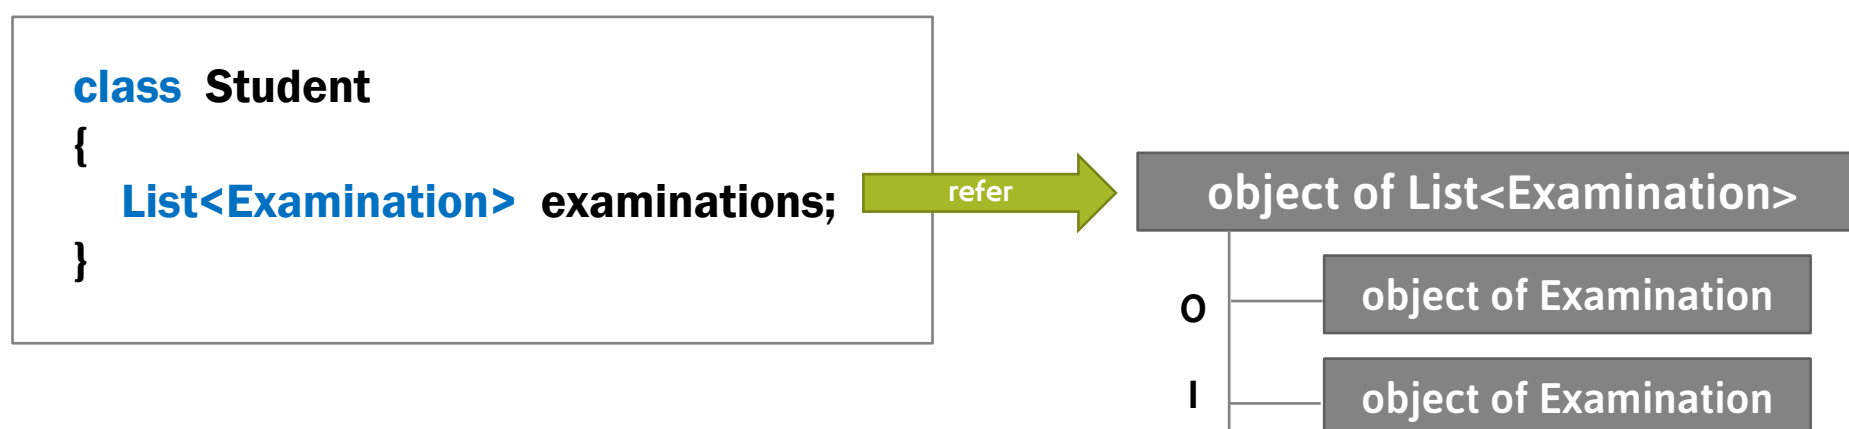 class Student
{
List<Examination> examinations;
}
refer
object of List<Examination>
0
object of Examination
1
object of Examination